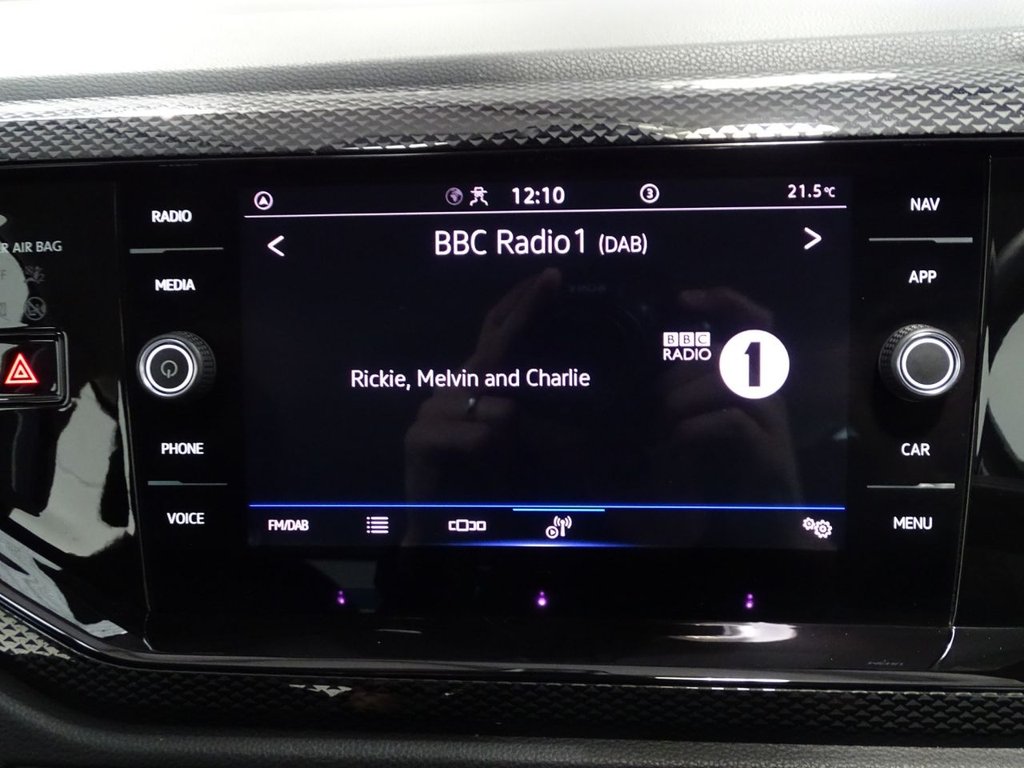 12:10
3
21.5°C
RADIO
NAV
< BBC Radio1 (DAB) >
R AIR BAG
MEDIA
APP
BBC
RADIO
1
Rickie, Melvin and Charlie
PHONE
CAR
VOICE
FM/DAB
MENU